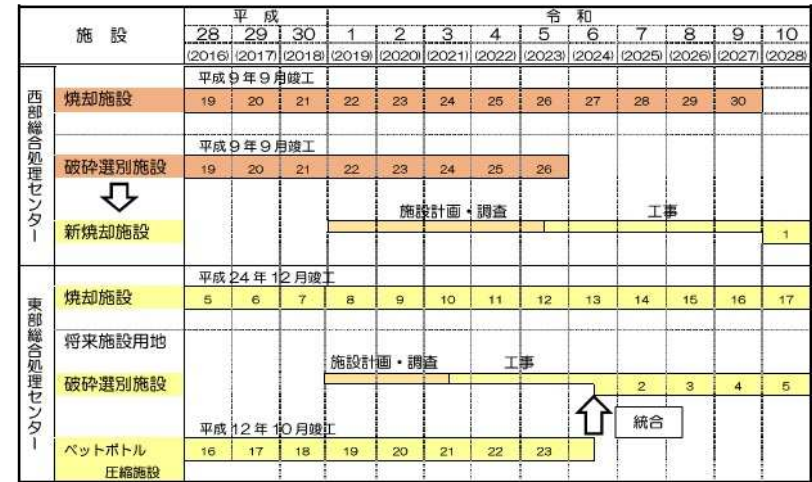 施設 平成 令和
28 29 30 1 2 3 4 5 6 7 8 9 10
(2016) (2017) (2018) (2019) (2020) (2021) (2022) (2023) (2024) (2025) (2026) (2027) (2028)
西部総合処理センター
平成9年9月竣工
焼却施設 19 20 21 22 23 24 25 26 27 28 29 30
平成9年9月竣工
破砕選別施設 19 20 21 22 23 24 25 26
施設計画・調査 工事
新焼却施設 1
東部総合処理センター
平成24年12月竣工
焼却施設 5 6 7 8 9 10 11 12 13 14 15 16 17
将来施設用地
施設計画・調査 工事
破砕選別施設 2 3 4 5
統合
平成12年10月竣工
ペットボトル 16 17 18 19 20 21 22 23
圧縮施設